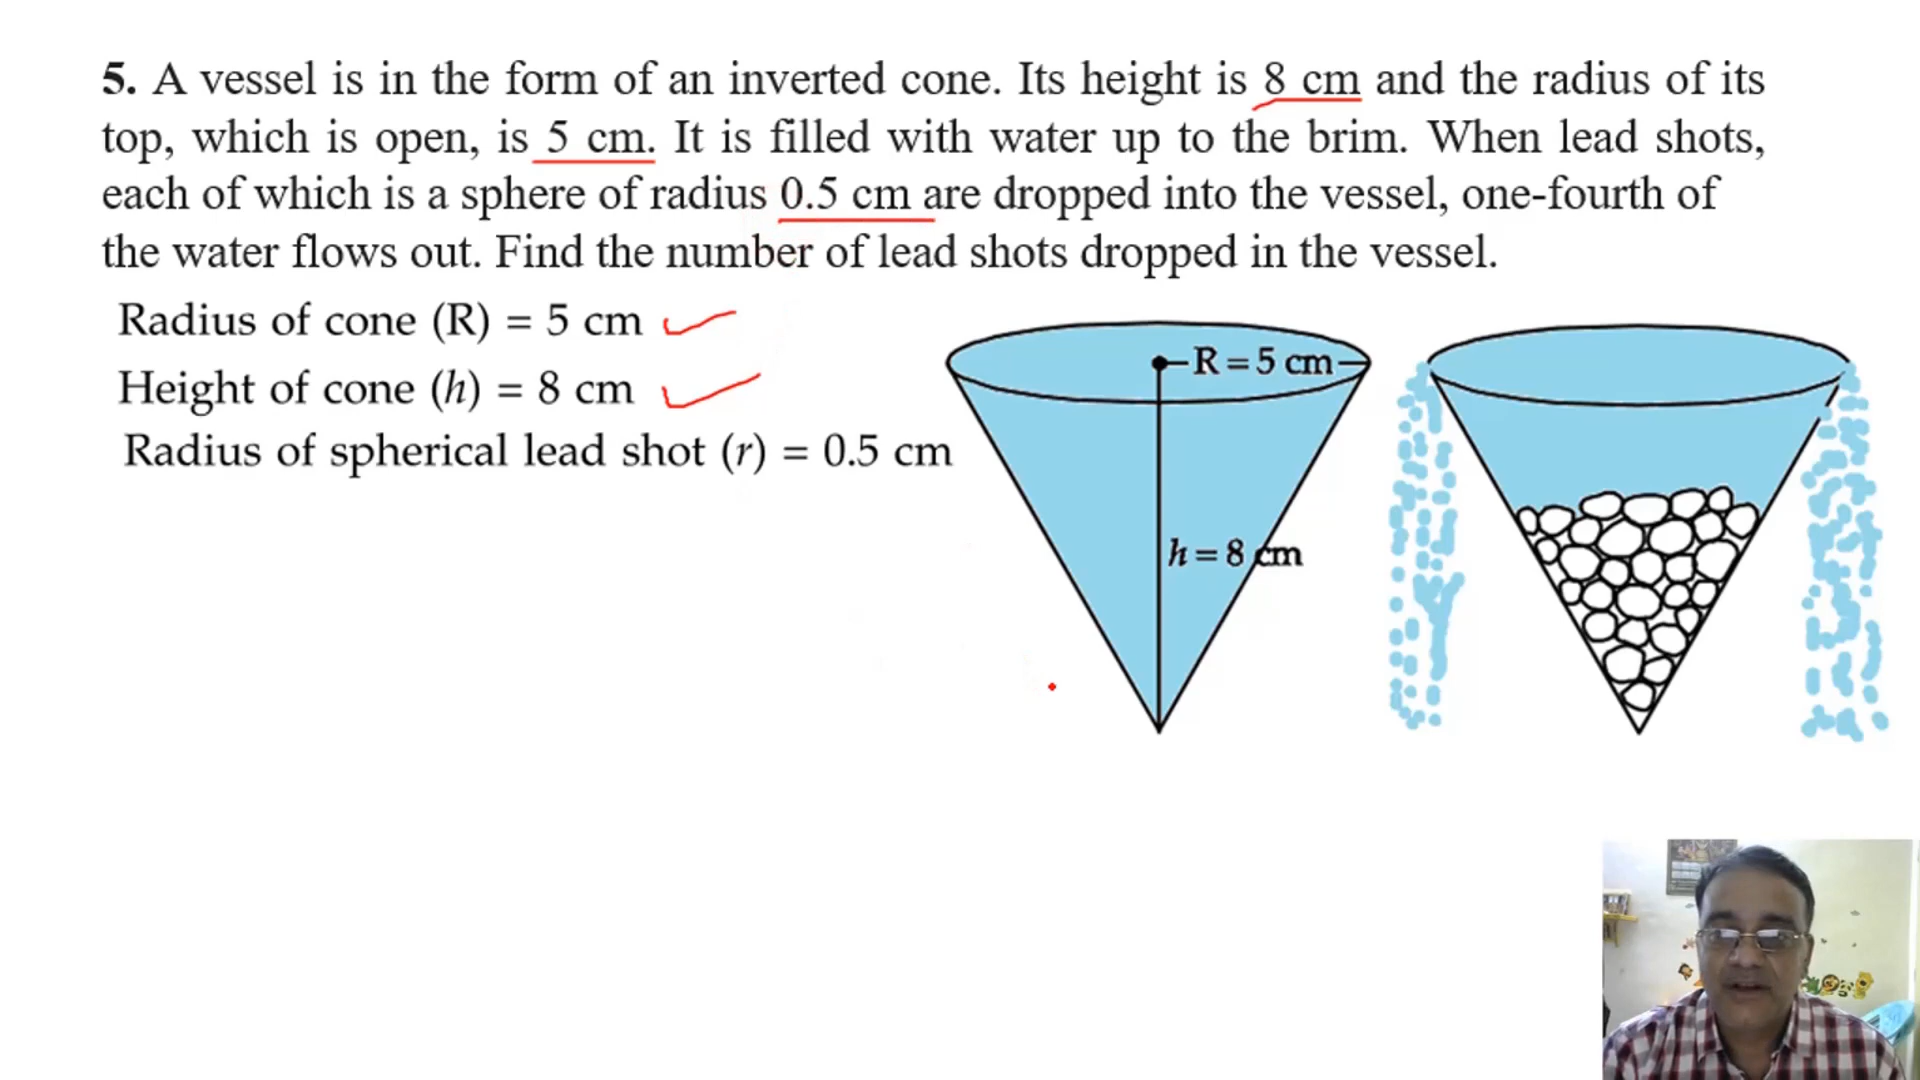 5. A vessel is in the form of an inverted cone. Its height is 8 cm and the radius of its
top, which is open, is 5 cm. It is filled with water up to the brim. When lead shots,
each of which is a sphere of radius 0.5 cm are dropped into the vessel, one-fourth of
the water flows out. Find the number of lead shots dropped in the vessel.
Radius of cone (R) = 5 cm
Height of cone (h) = 8 cm
Radius of spherical lead shot (r) = 0.5 cm
R = 5 cm
h = 8 cm